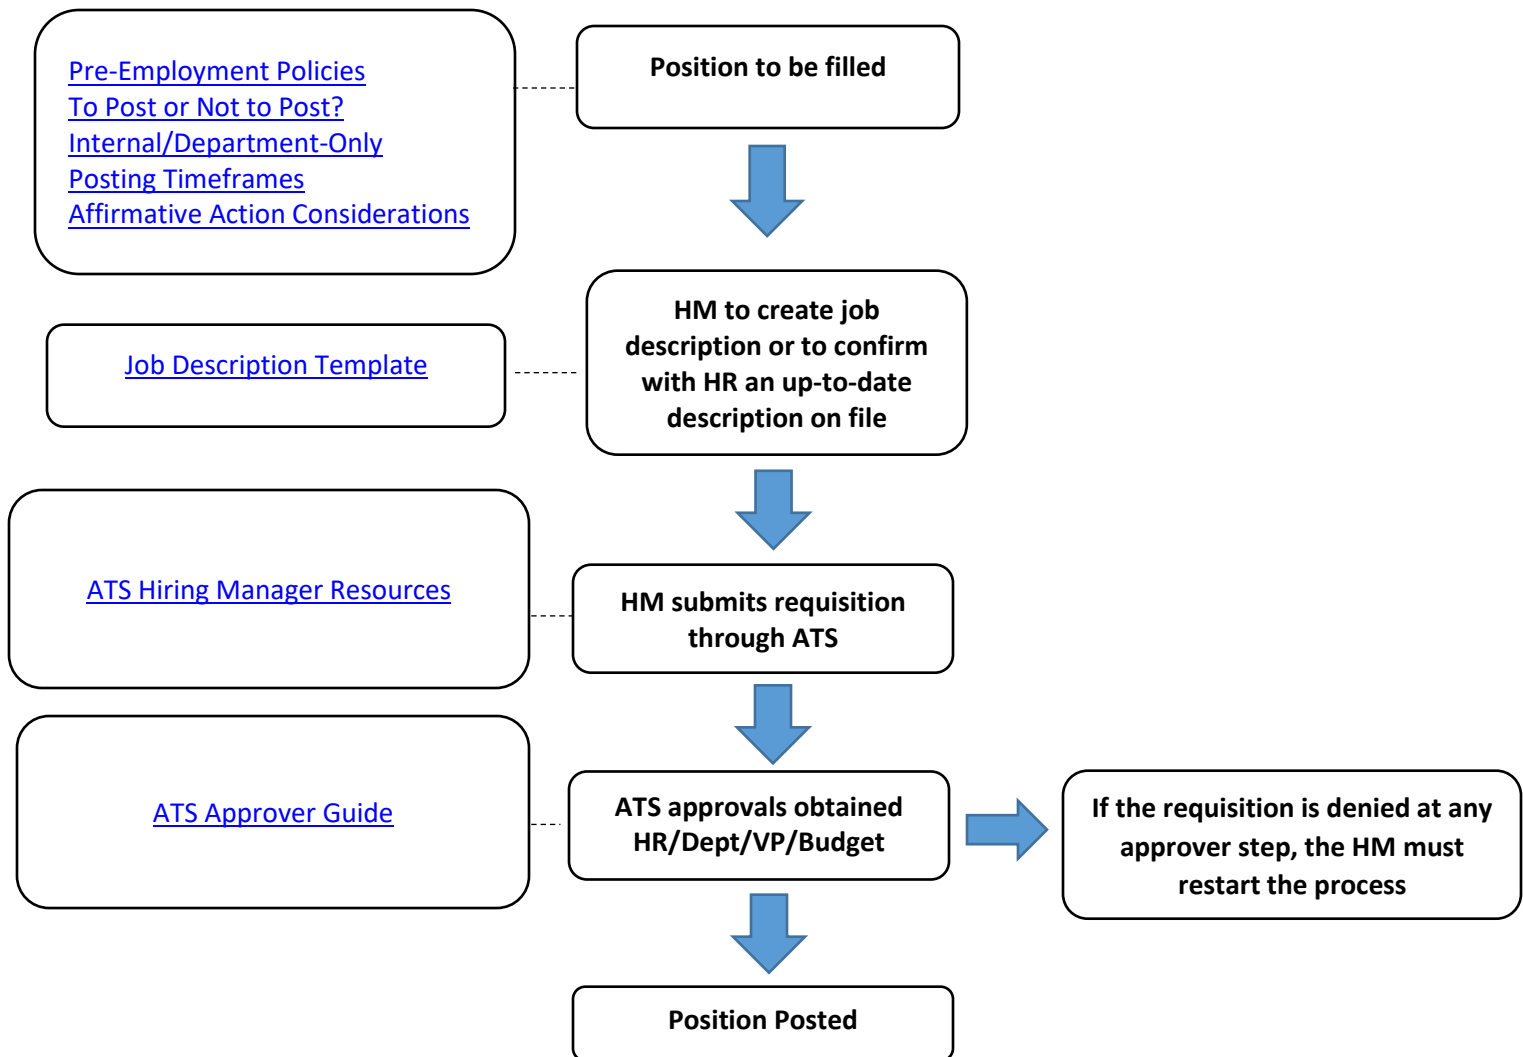 Pre-Employment Policies
To Post or Not to Post?
Internal/Department-Only
Posting Timeframes
Affirmative Action Considerations
Position to be filled
Job Description Template
HM to create job
description or to confirm
with HR an up-to-date
description on file
ATS Hiring Manager Resources
HM submits requisition
through ATS
ATS Approver Guide
ATS approvals obtained
HR/Dept/VP/Budget
If the requisition is denied at any
approver step, the HM must
restart the process
Position Posted